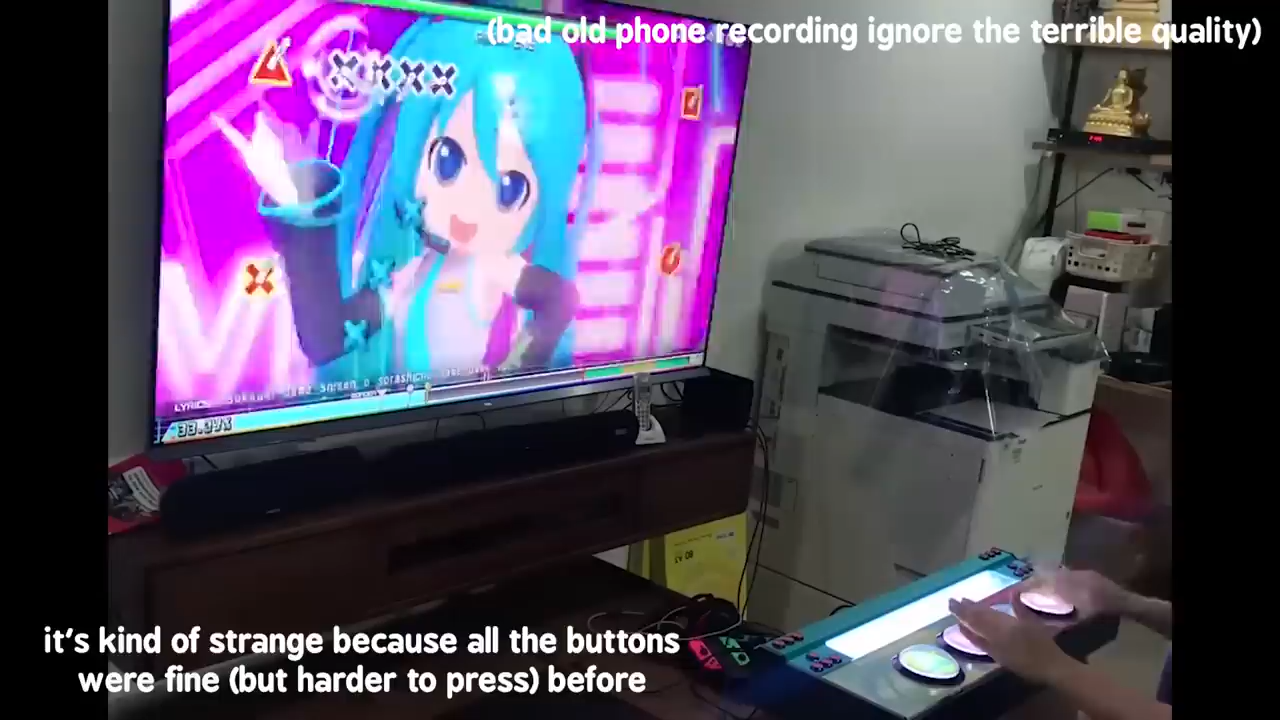 (bad old phone recording ignore the terrible quality)
LYRICS
it's kind of strange because all the buttons
were fine (but harder to press) before